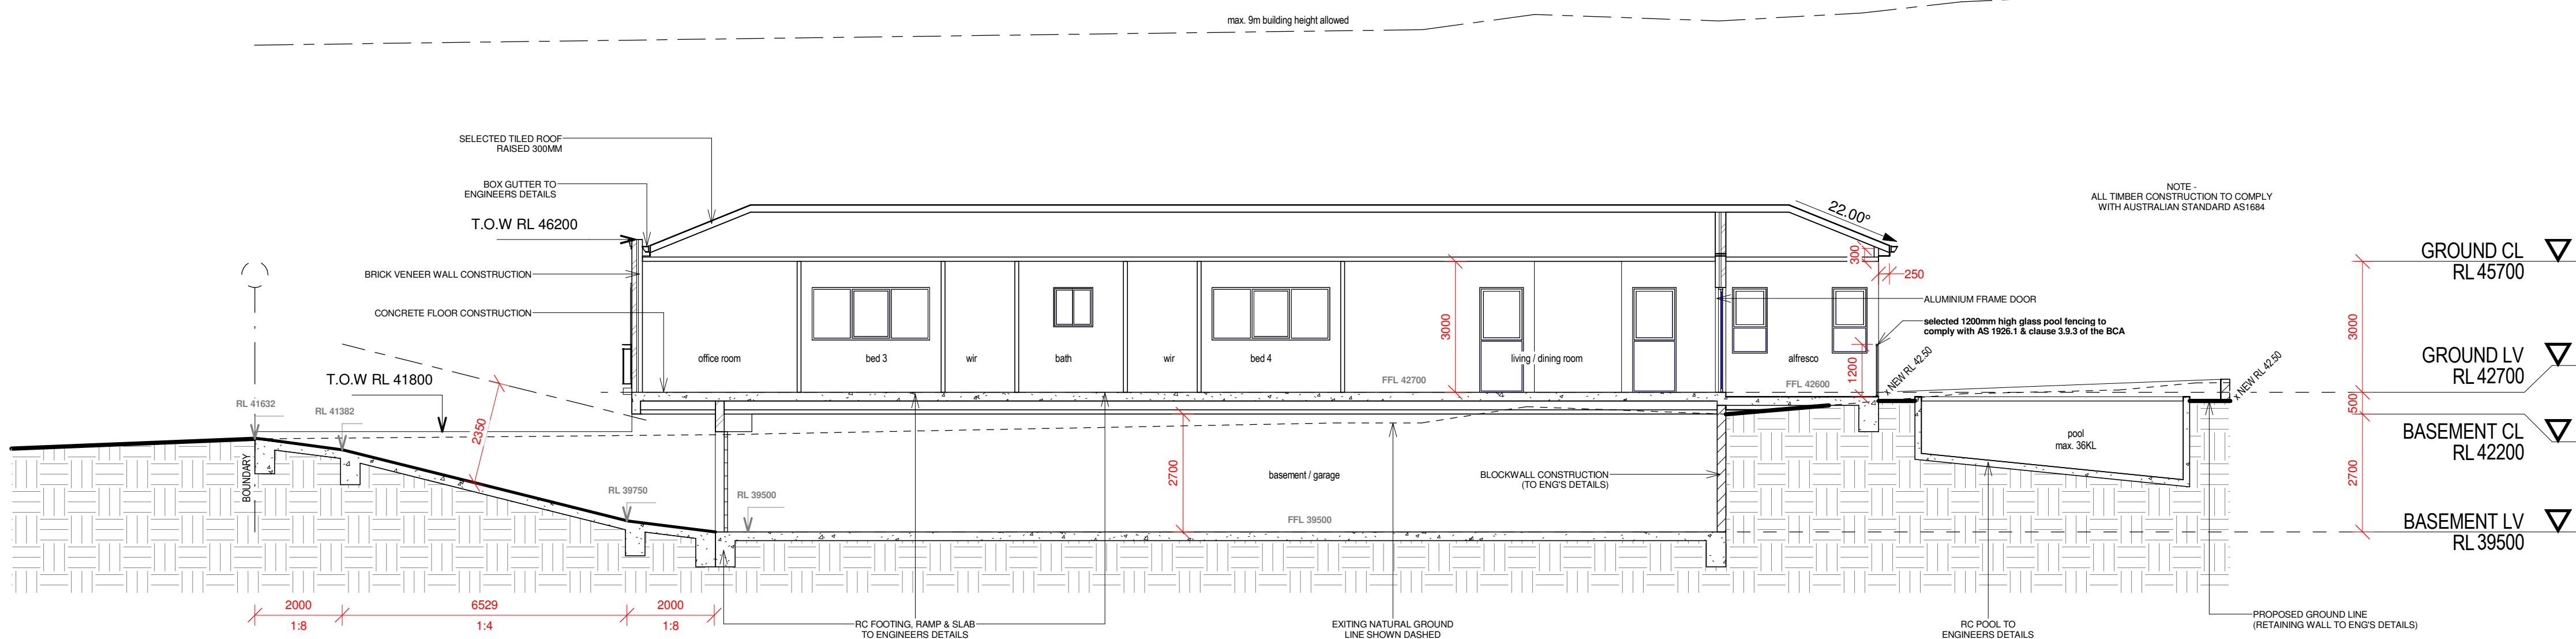 max. 9m building height allowed
SELECTED TILED ROOF
RAISED 300MM
BOX GUTTER TO
ENGINEERS DETAILS
T.O.W RL 46200
BRICK VENEER WALL CONSTRUCTION
CONCRETE FLOOR CONSTRUCTION
T.O.W RL 41800
RL 41632
RL 41382
2350
BOUNDARY
RL 39750
RL 39500
office room
bed 3
wir
bath
wir
bed 4
living / dining room
alfresco
3000
FFL 42700
FFL 42600
1200
22.00°
300
250
2700
basement / garage
FFL 39500
BLOCKWALL CONSTRUCTION
(TO ENG'S DETAILS)
ALUMINIUM FRAME DOOR
selected 1200mm high glass pool fencing to
comply with AS 1926.1 & clause 3.9.3 of the BCA
x NEW RL 42.50
x NEW RL 42.50
pool
max. 36KL
NOTE -
ALL TIMBER CONSTRUCTION TO COMPLY
WITH AUSTRALIAN STANDARD AS1684
GROUND CL
RL 45700
3000
GROUND LV
RL 42700
500
BASEMENT CL
RL 42200
2700
BASEMENT LV
RL 39500
2000
6529
2000
1:8
1:4
1:8
RC FOOTING, RAMP & SLAB
TO ENGINEERS DETAILS
EXITING NATURAL GROUND
LINE SHOWN DASHED
RC POOL TO
ENGINEERS DETAILS
PROPOSED GROUND LINE
(RETAINING WALL TO ENG'S DETAILS)